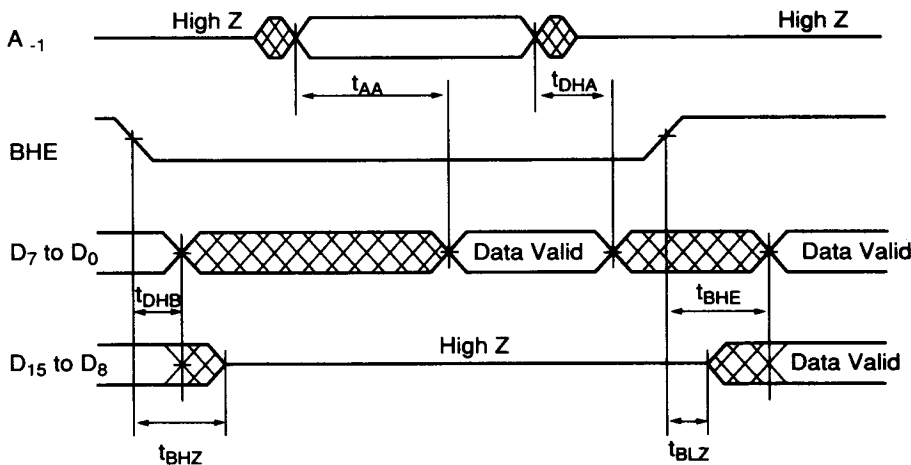 High Z High Z
A -1
tAA tDHA
BHE
D7 to D0 Data Valid Data Valid
tDHB tBHE
High Z
D15 to D8 Data Valid
tBHZ tBLZ